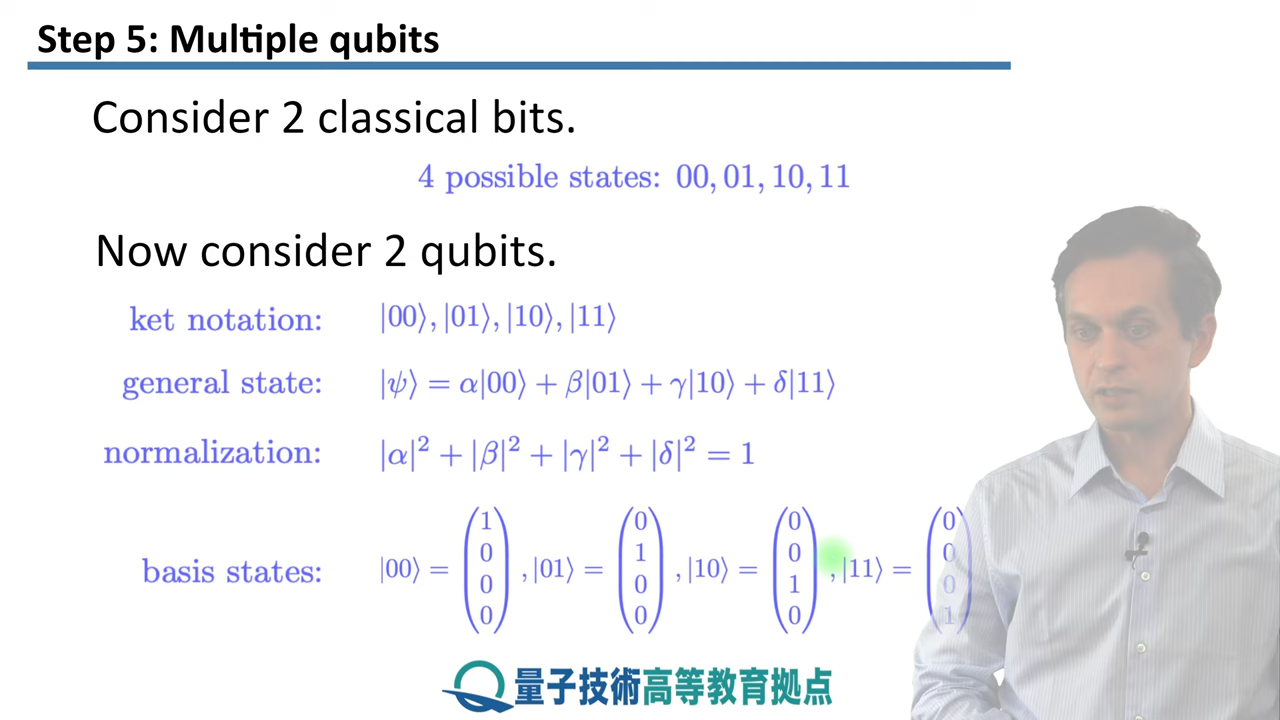 Step 5: Multiple qubits
Consider 2 classical bits.
4 possible states: 00, 01, 10, 11
Now consider 2 qubits.
ket notation: |00⟩, |01⟩, |10⟩, |11⟩
general state: |ψ⟩ = α|00⟩ + β|01⟩ + γ|10⟩ + δ|11⟩
normalization: |α|² + |β|² + |γ|² + |δ|² = 1
basis states: |00⟩ = (1 0 0 0), |01⟩ = (0 1 0 0), |10⟩ = (0 0 1 0), |11⟩ = (0 0 0 1)
量子技術高等教育拠点